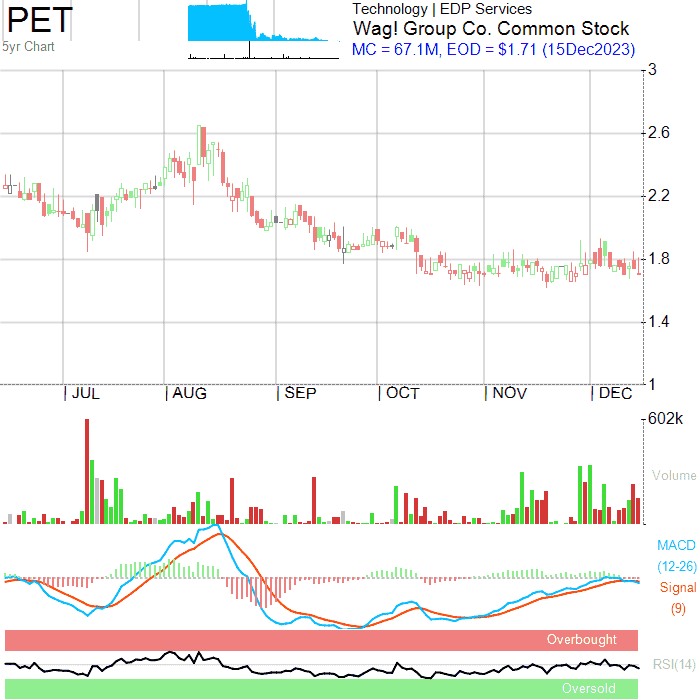 PET
5yr Chart
Technology | EDP Services
Wag! Group Co. Common Stock
MC = 67.1M, EOD = $1.71 (15Dec2023)
3
2.6
2.2
1.8
1.4
1
JUL AUG SEP OCT NOV DEC
602k
Volume
MACD
(12-26)
Signal
(9)
Overbought
RSI(14)
Oversold